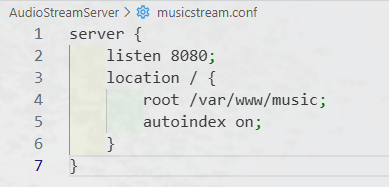 AudioStreamServer > musicstream.conf
1 server {
2     listen 8080;
3     location / {
4         root /var/www/music;
5         autoindex on;
6     }
7 }